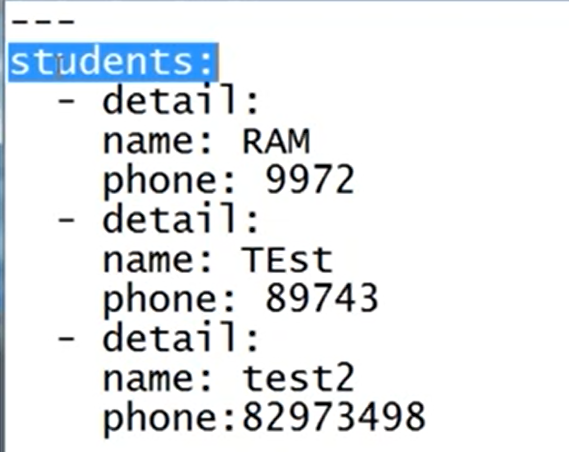 ---
students:
  - detail:
    name: RAM
    phone: 9972
  - detail:
    name: TEst
    phone: 89743
  - detail:
    name: test2
    phone:82973498